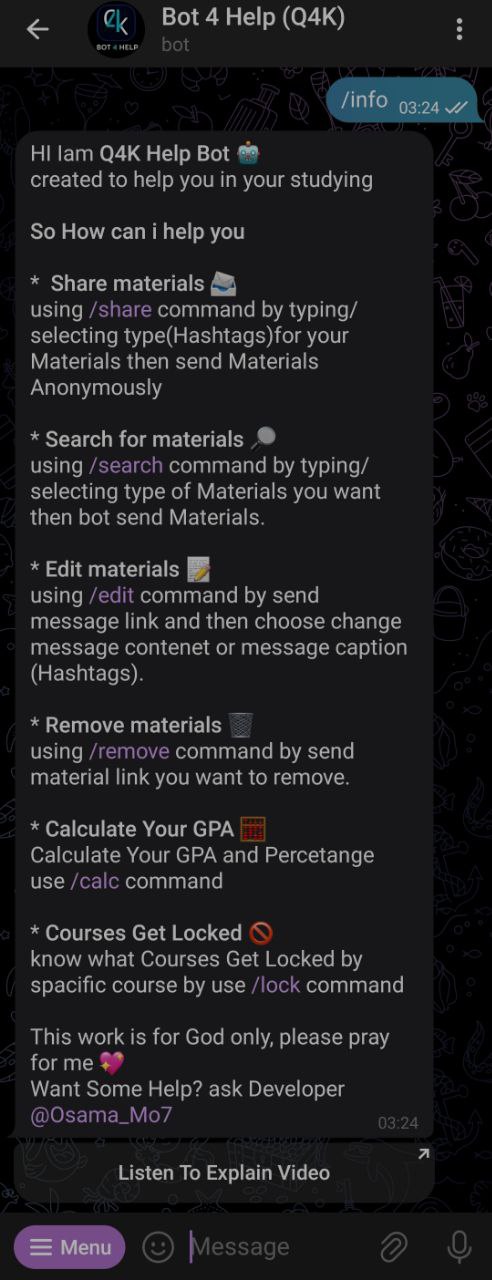 Bot 4 Help (Q4K)
bot
BOT 4 HELP
/info 03:24
HI Iam Q4K Help Bot 🤖
created to help you in your studying
So How can i help you
* Share materials 📨
using /share command by typing/
selecting type(Hashtags)for your
Materials then send Materials
Anonymously
* Search for materials 🔎
using /search command by typing/
selecting type of Materials you want
then bot send Materials.
* Edit materials 📝
using /edit command by send
message link and then choose change
message contenet or message caption
(Hashtags).
* Remove materials 🗑
using /remove command by send
material link you want to remove.
* Calculate Your GPA 🧮
Calculate Your GPA and Percetange
use /calc command
* Courses Get Locked 🚫
know what Courses Get Locked by
spacific course by use /lock command
This work is for God only, please pray
for me 💖
Want Some Help? ask Developer
@Osama_Mo7
03:24
Listen To Explain Video
Menu
Message